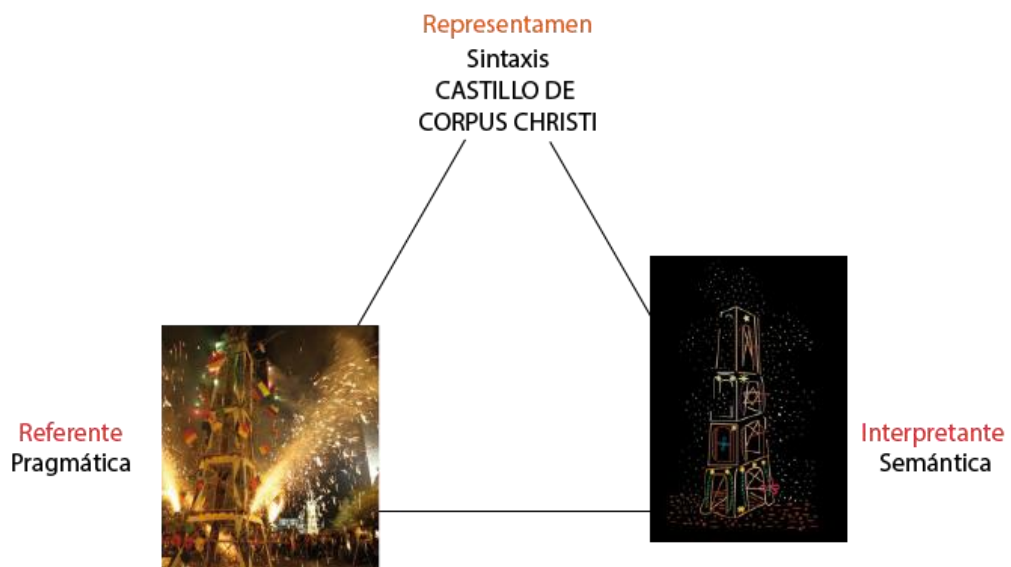 Representamen
Sintaxis
CASTILLO DE
CORPUS CHRISTI
Referente
Pragmática
Interpretante
Semántica